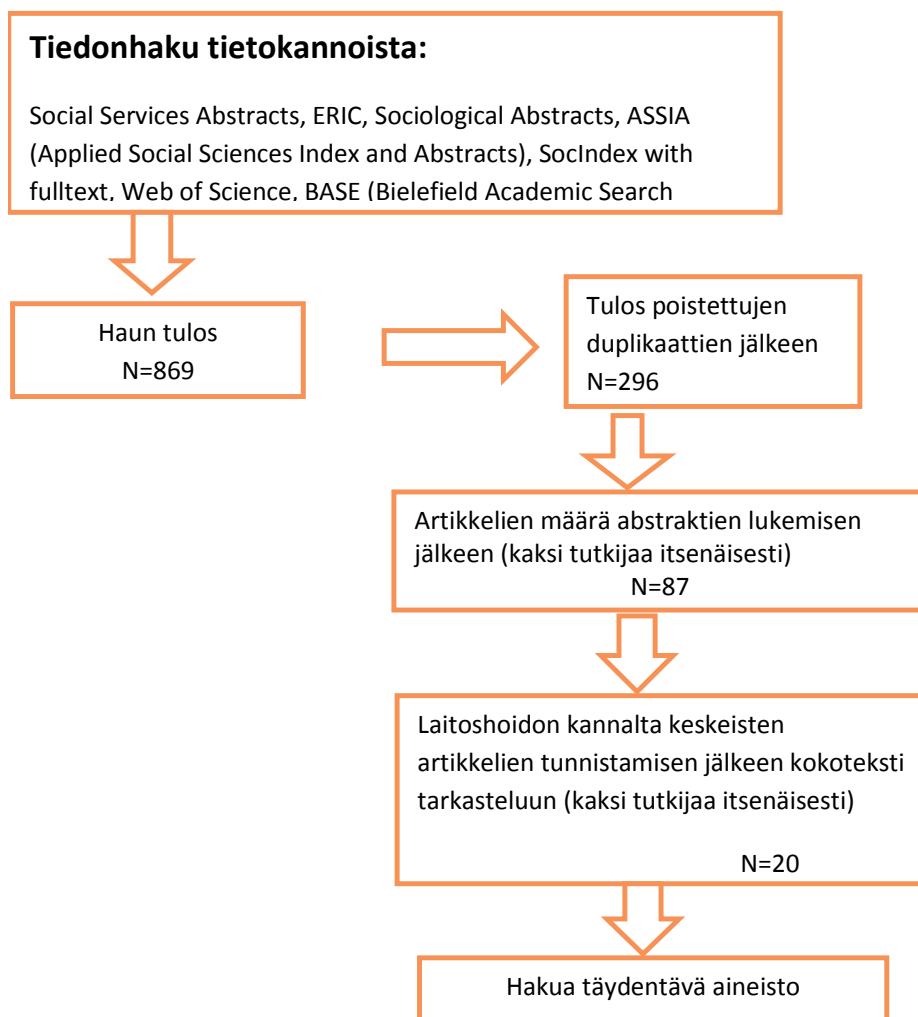 Tiedonhaku tietokannoista:
Social Services Abstracts, ERIC, Sociological Abstracts, ASSIA
(Applied Social Sciences Index and Abstracts), SocIndex with
fulltext, Web of Science, BASE (Bielefield Academic Search
Haun tulos
N=869
Tulos poistettujen
duplikaattien jälkeen
N=296
Artikkelien määrä abstraktien lukemisen
jälkeen (kaksi tutkijaa itsenäisesti)
N=87
Laitoshoidon kannalta keskeisten
artikkelien tunnistamisen jälkeen kokoteksti
tarkasteluun (kaksi tutkijaa itsenäisesti)
N=20
Hakua täydentävä aineisto